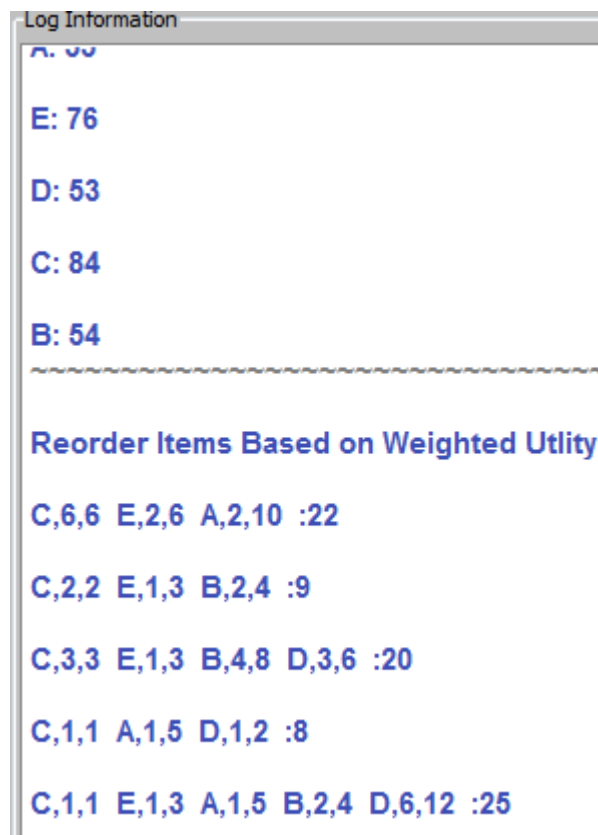 Log Information
A: 55
E: 76
D: 53
C: 84
B: 54
~~~~~~~~~~~~~~~~~~~~~~~~~~~~~~~~
Reorder Items Based on Weighted Utlity
C,6,6 E,2,6 A,2,10 :22
C,2,2 E,1,3 B,2,4 :9
C,3,3 E,1,3 B,4,8 D,3,6 :20
C,1,1 A,1,5 D,1,2 :8
C,1,1 E,1,3 A,1,5 B,2,4 D,6,12 :25